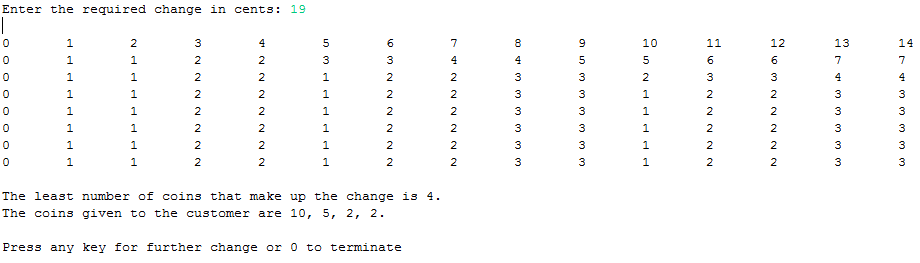 Enter the required change in cents: 19
0 1 2 3 4 5 6 7 8 9 10 11 12 13 14
0 1 1 2 2 3 3 4 4 5 5 6 6 7 7
0 1 1 2 2 1 2 2 3 3 2 3 3 4 4
0 1 1 2 2 1 2 2 3 3 1 2 2 3 3
0 1 1 2 2 1 2 2 3 3 1 2 2 3 3
0 1 1 2 2 1 2 2 3 3 1 2 2 3 3
0 1 1 2 2 1 2 2 3 3 1 2 2 3 3
0 1 1 2 2 1 2 2 3 3 1 2 2 3 3
The least number of coins that make up the change is 4.
The coins given to the customer are 10, 5, 2, 2.
Press any key for further change or 0 to terminate